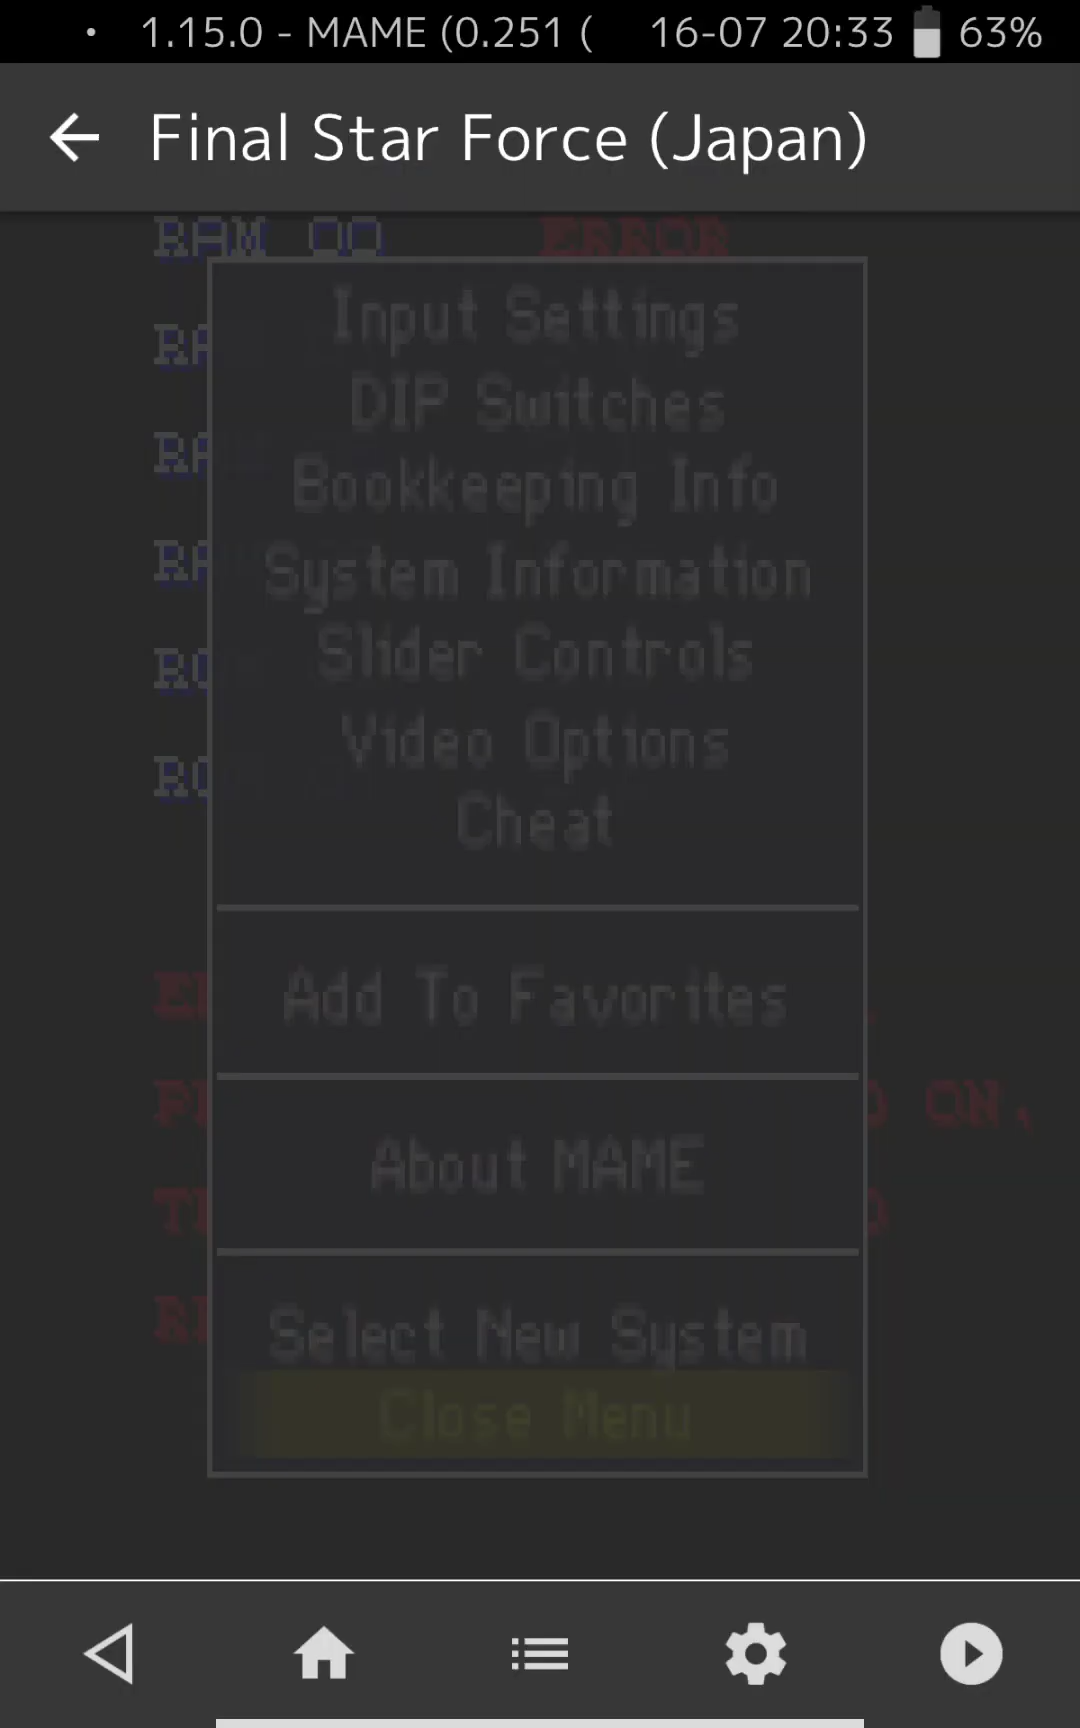 • 1.15.0 - MAME (0.251 ( 16-07 20:33 63%
Final Star Force (Japan)
RAM 00 ERROR
Input Settings
DIP Switches
Bookkeeping Info
System Information
Slider Controls
Video Options
Cheat
Add To Favorites
ON,
About MAME
Select New System
Close Menu